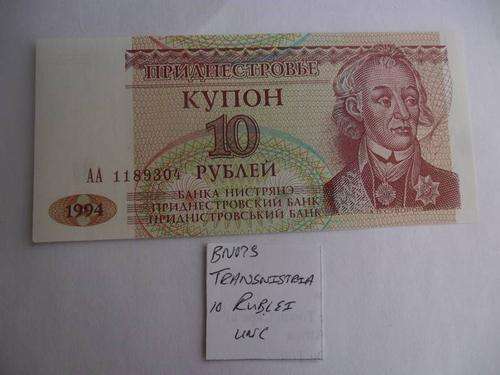 ПРИДНЕСТРОВЬЕ
КУПОН
10
РУБЛЕЙ
АА 1189304
1994
БАНКА НИСТРЯНЭ
ПРИДНЕСТРОВСКИЙ БАНК
ПРИДНІСТРОВСЬКИЙ БАНК
BN073
TRANSNISTRIA
10 RUBLEI
UNC